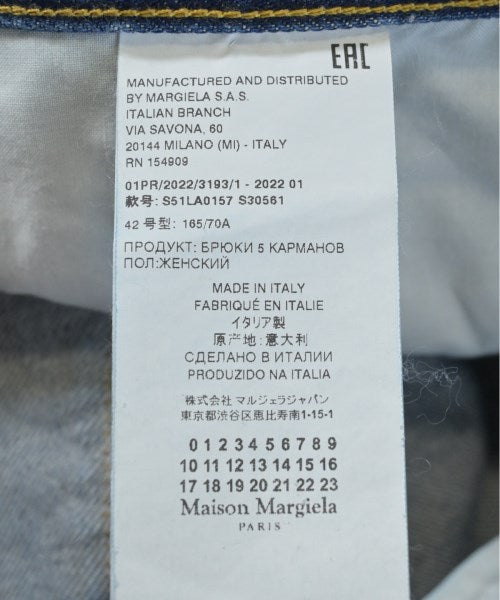 EAC
MANUFACTURED AND DISTRIBUTED
BY MARGIELA S.A.S.
ITALIAN BRANCH
VIA SAVONA, 60
20144 MILANO (MI) - ITALY
RN 154909
01PR/2022/3193/1 - 2022 01
款号: S51LA0157 S30561
42 号型: 165/70A
ПРОДУКТ: БРЮКИ 5 КАРМАНОВ
ПОЛ:ЖЕНСКИЙ
MADE IN ITALY
FABRIQUÉ EN ITALIE
イタリア製
原产地: 意大利
СДЕЛАНО В ИТАЛИИ
PRODUZIDO NA ITALIA
株式会社 マルジェラジャパン
東京都渋谷区恵比寿南1-15-1
0 1 2 3 4 5 6 7 8 9
10 11 12 13 14 15 16
17 18 19 20 21 22 23
Maison Margiela
PARIS